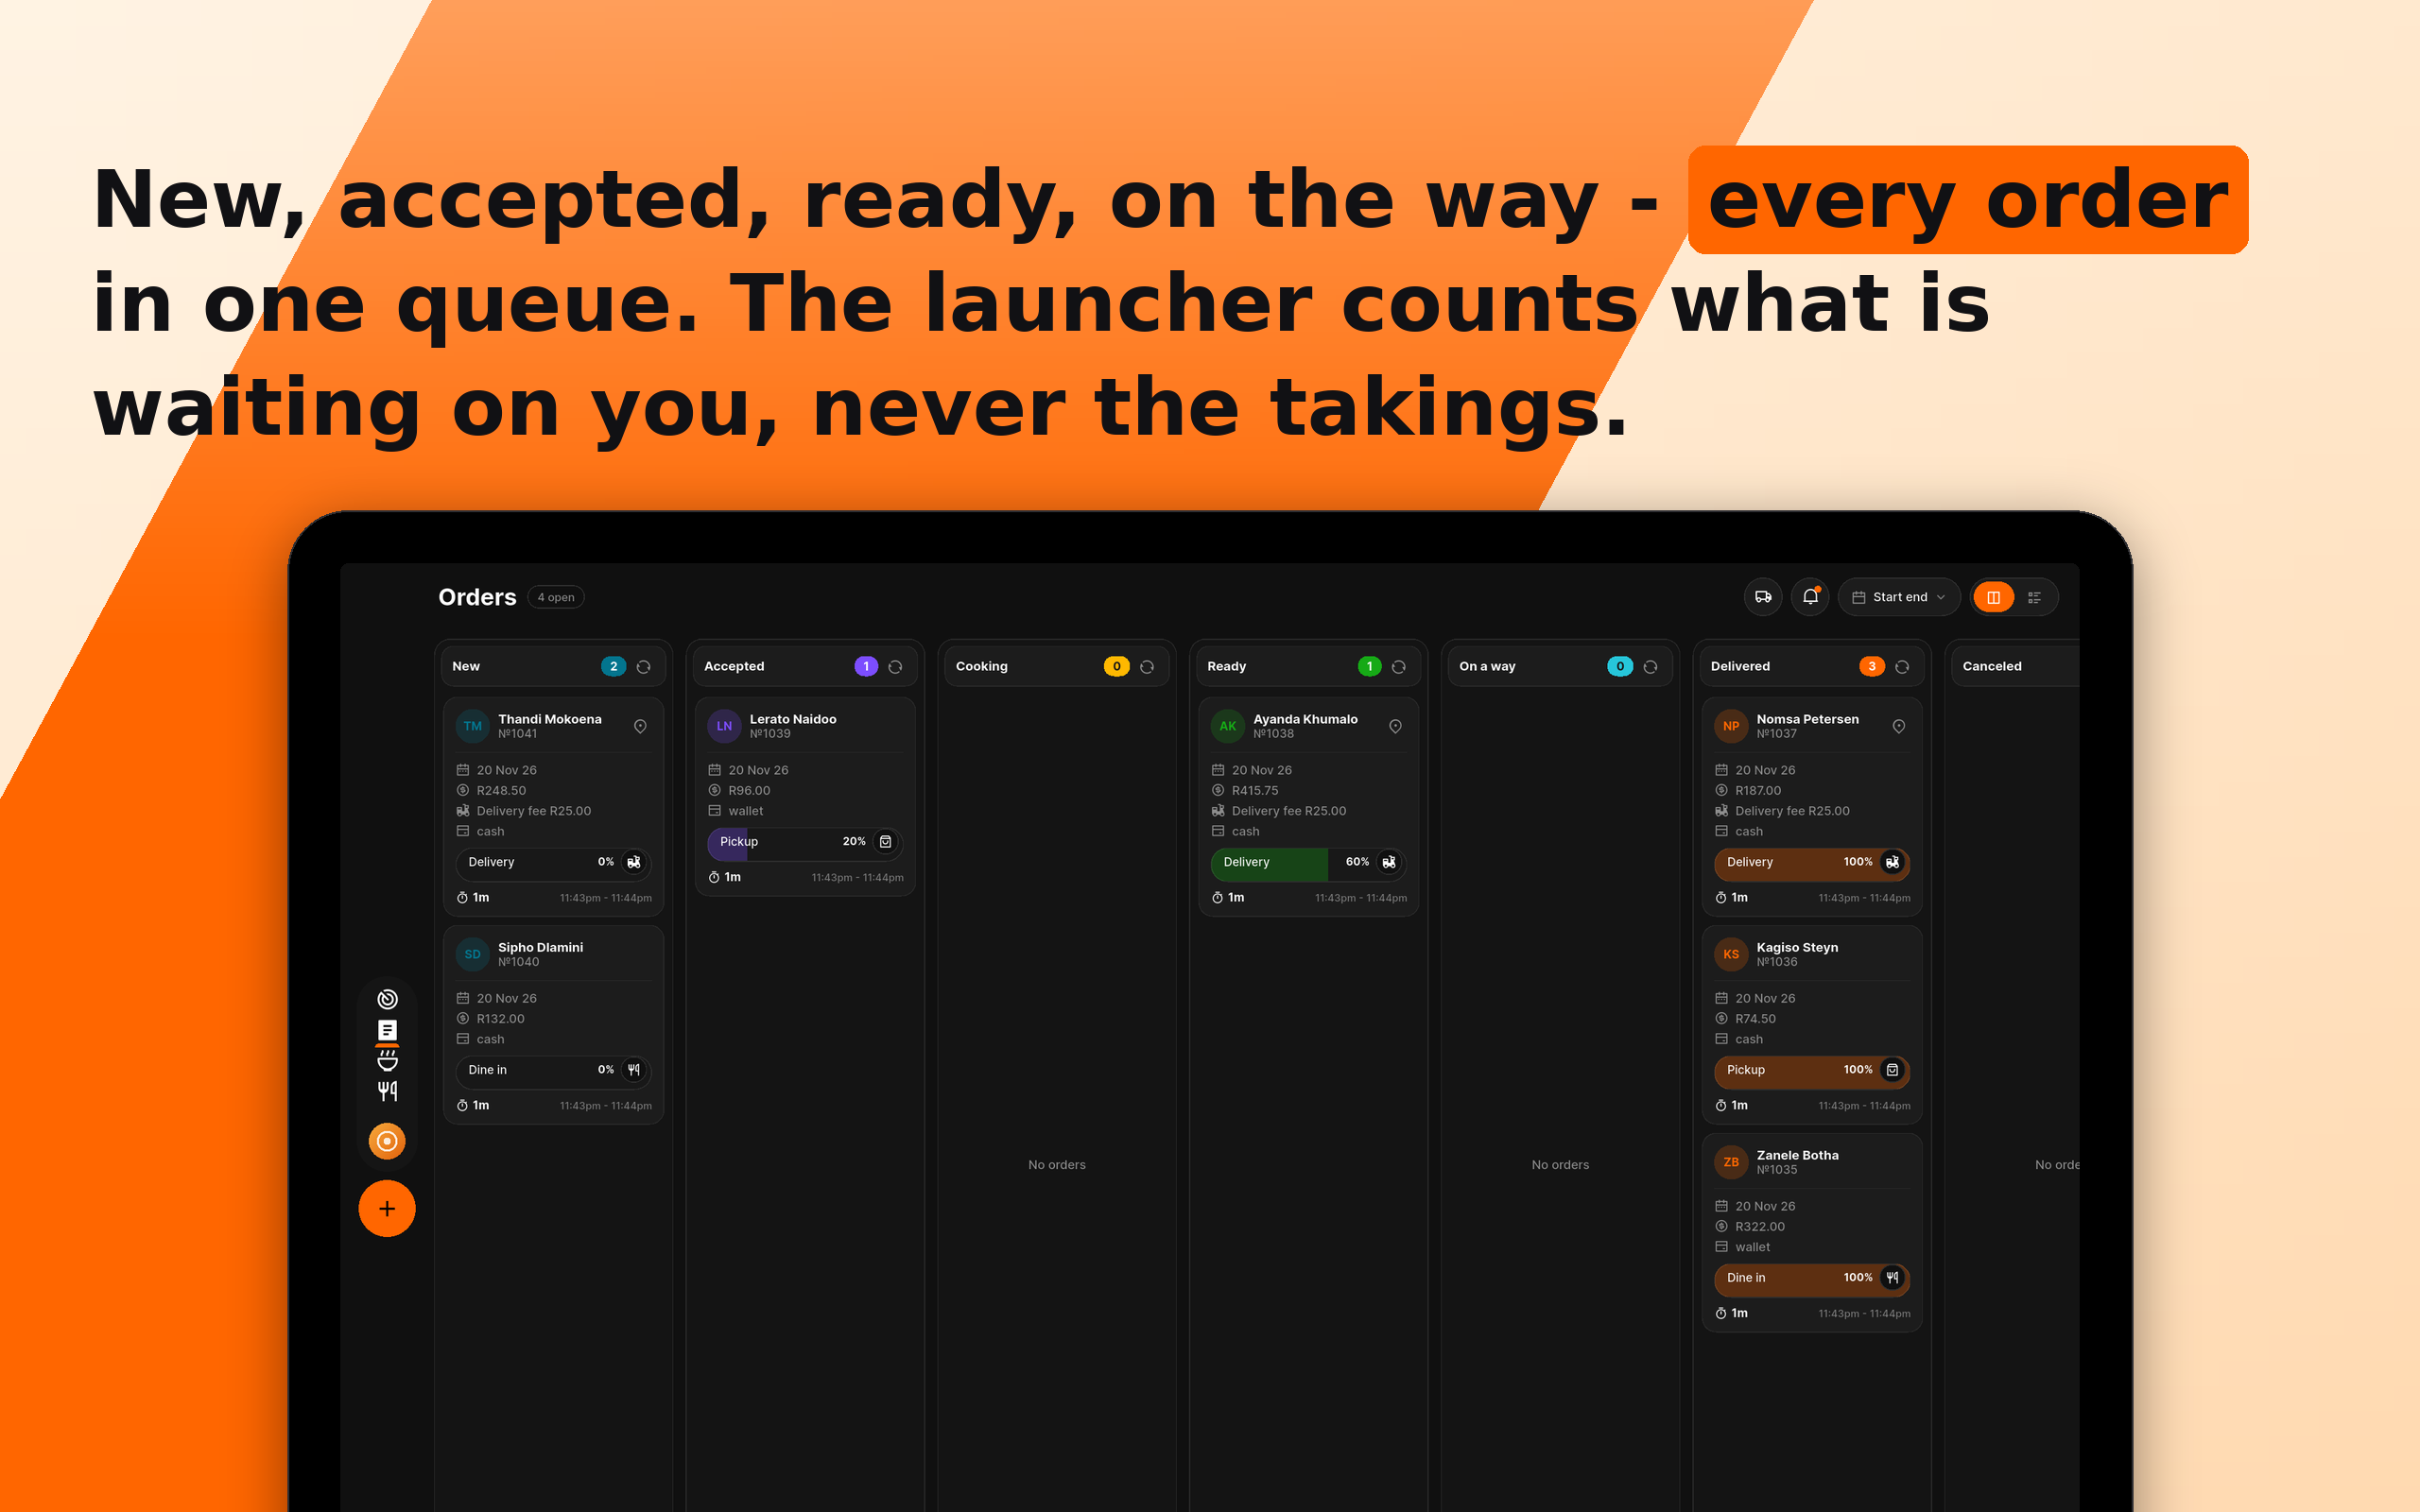 New, accepted, ready, on the way - every order
in one queue. The launcher counts what is
waiting on you, never the takings.
Orders
4 open
Start end
New
2
TM
Thandi Mokoena
№1041
20 Nov 26
R248.50
Delivery fee R25.00
cash
Delivery
0%
1m
11:43pm - 11:44pm
SD
Sipho Dlamini
№1040
20 Nov 26
R132.00
cash
Dine in
0%
1m
11:43pm - 11:44pm
Accepted
1
LN
Lerato Naidoo
№1039
20 Nov 26
R96.00
wallet
Pickup
20%
1m
11:43pm - 11:44pm
Cooking
0
No orders
Ready
1
AK
Ayanda Khumalo
№1038
20 Nov 26
R415.75
Delivery fee R25.00
cash
Delivery
60%
1m
11:43pm - 11:44pm
On a way
0
No orders
Delivered
3
NP
Nomsa Petersen
№1037
20 Nov 26
R187.00
Delivery fee R25.00
cash
Delivery
100%
1m
11:43pm - 11:44pm
KS
Kagiso Steyn
№1036
20 Nov 26
R74.50
cash
Pickup
100%
1m
11:43pm - 11:44pm
ZB
Zanele Botha
№1035
20 Nov 26
R322.00
wallet
Dine in
100%
1m
11:43pm - 11:44pm
Canceled
No orde